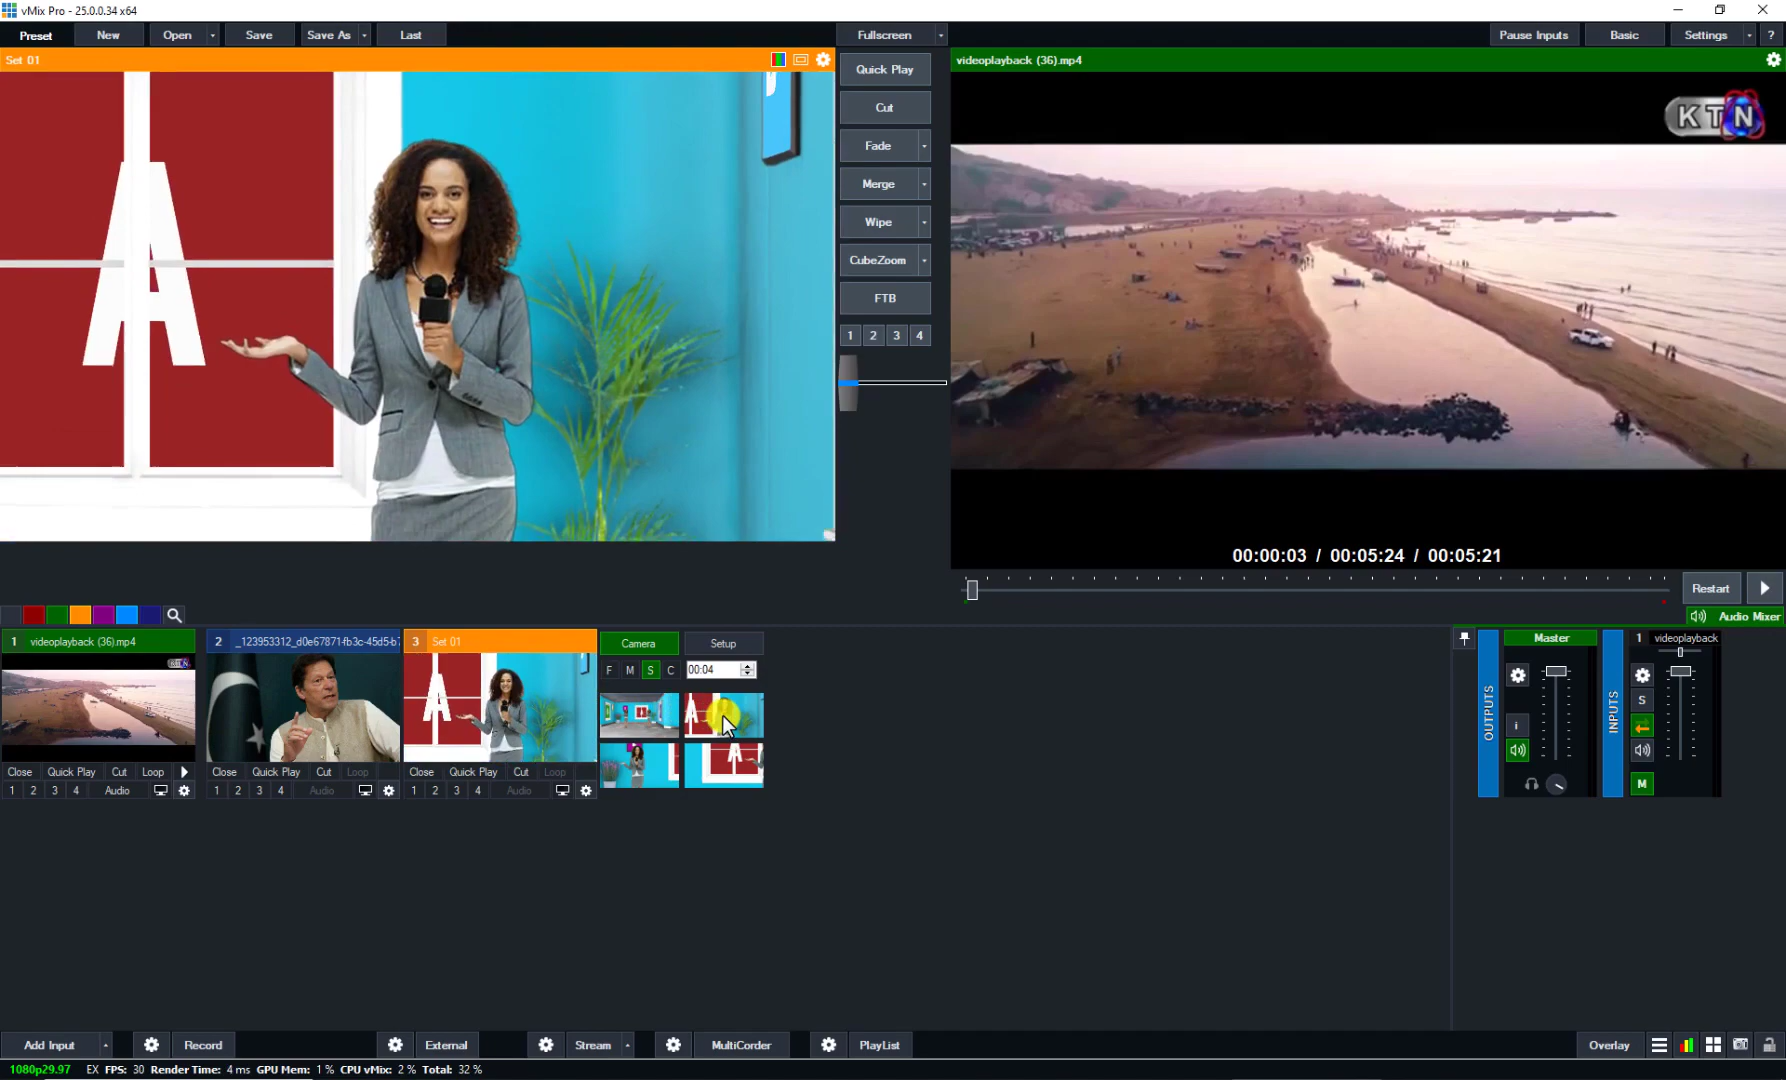 vMix Pro - 25.0.0.34 x64
Preset New Open Save Save As Last Fullscreen Pause Inputs Basic Settings ?
Set 01
videoplayback (36).mp4
Quick Play
Cut
Fade
Merge
Wipe
CubeZoom
FTB
1 2 3 4
A
KTN
00:00:03 / 00:05:24 / 00:05:21
Restart
Audio Mixer
1 videoplayback (36).mp4
2 _123953312_d0e67871-fb3c-45d5-b7
3 Set 01
Camera Setup
F M S C 00:04
KTN
A
A
A
Close Quick Play Cut Loop
1 2 3 4 Audio
Close Quick Play Cut Loop
1 2 3 4 Audio
Close Quick Play Cut Loop
1 2 3 4 Audio
OUTPUTS
Master
i
INPUTS
1 videoplayback
S
M
Add Input Record External Stream MultiCorder PlayList Overlay
1080p29.97 EX FPS: 30 Render Time: 4 ms GPU Mem: 1 % CPU vMix: 2 % Total: 32 %